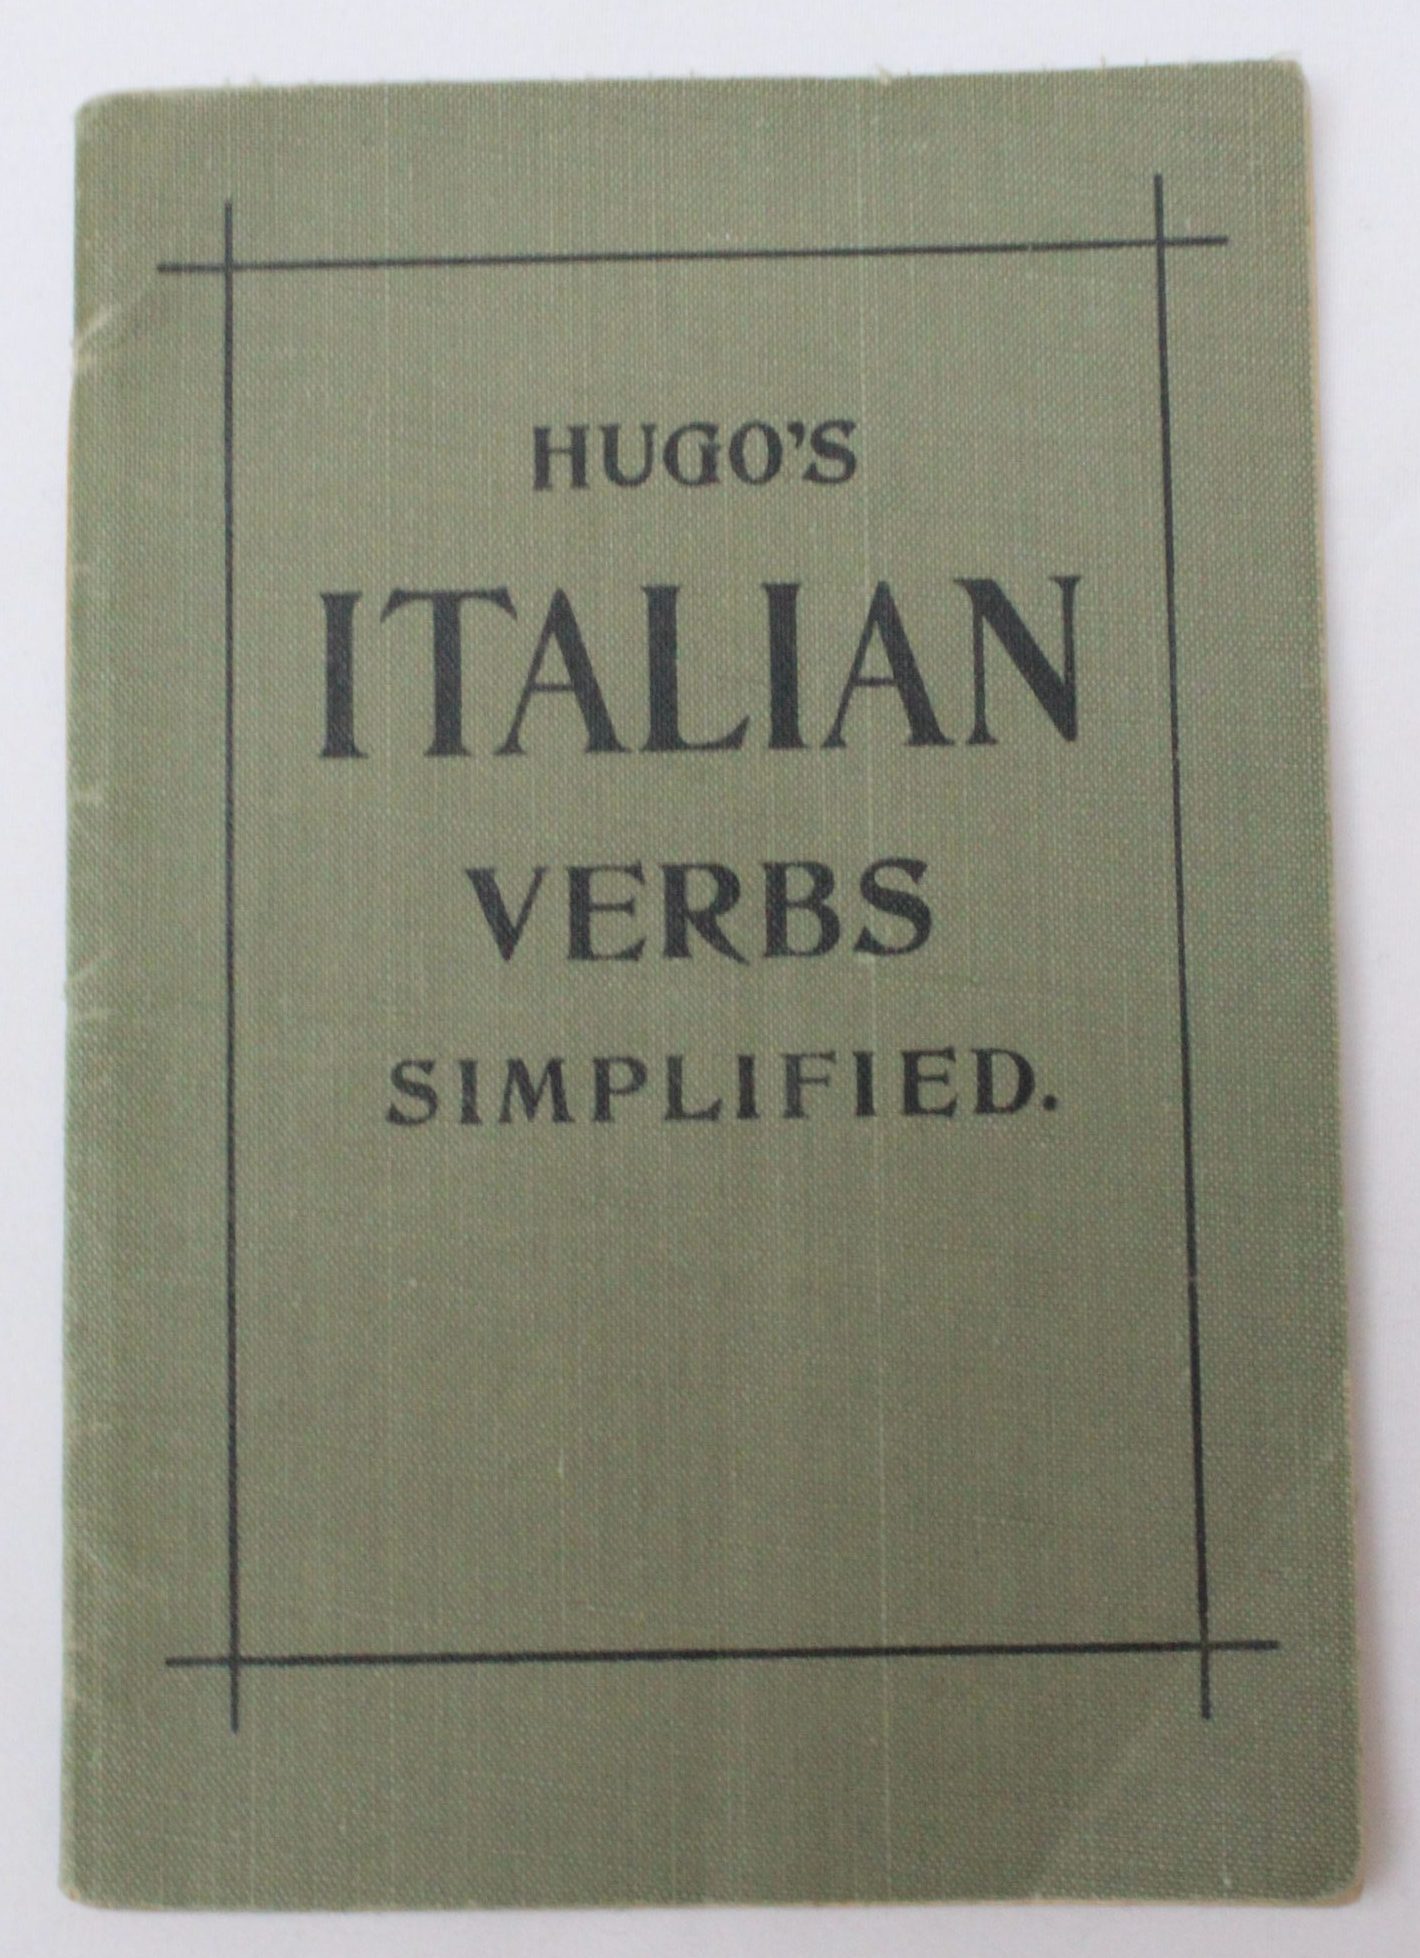 HUGO'S
ITALIAN
VERBS
SIMPLIFIED.